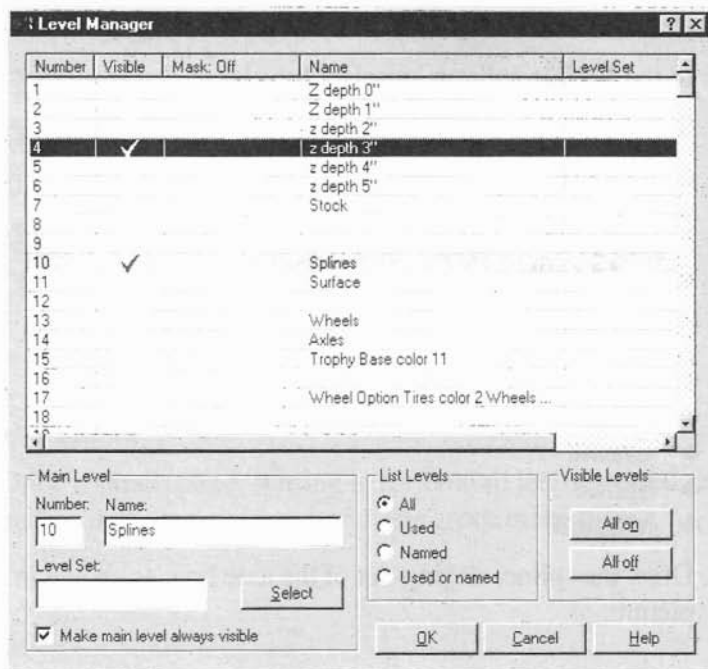 Level Manager
Number Visible Mask: Off Name Level Set
1 Z depth 0"
2 Z depth 1"
3 z depth 2"
4 z depth 3"
5 z depth 4"
6 z depth 5"
7 Stock
8
9
10 Splines
11 Surface
12
13 Wheels
14 Axles
15 Trophy Base color 11
16
17 Wheel Option Tires color 2 Wheels ...
18
Main Level
Number: Name:
10 Splines
Level Set:
Select
Make main level always visible
List Levels
All
Used
Named
Used or named
Visible Levels
All on
All off
OK Cancel Help